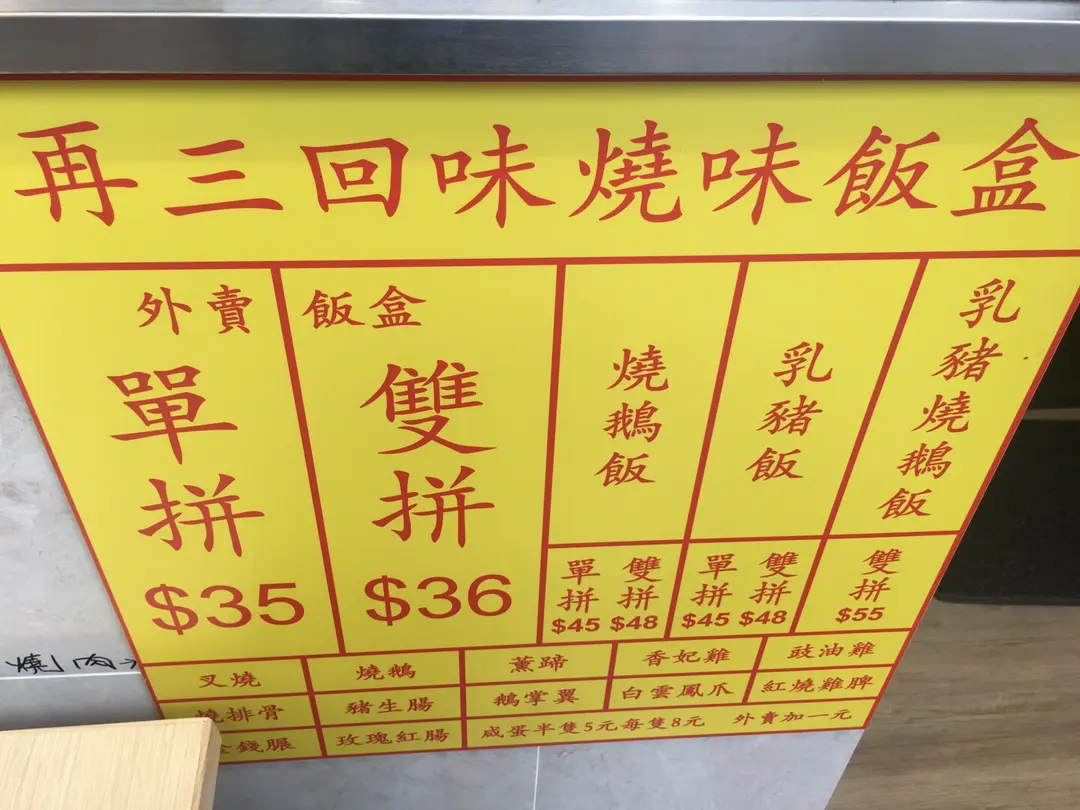 再三回味燒味飯盒
外賣飯盒
單拼
$35
雙拼
$36
燒鵝飯
單拼 雙拼
$45 $48
乳豬飯
單拼 雙拼
$45 $48
乳豬燒鵝飯
雙拼
$55
叉燒 燒鵝 薰蹄 香妃雞 豉油雞
燒排骨 豬生腸 鵝掌翼 白雲鳳爪 紅燒雞脾
錢脹 玫瑰紅腸 咸蛋半隻5元每隻8元 外賣加一元
燒肉→